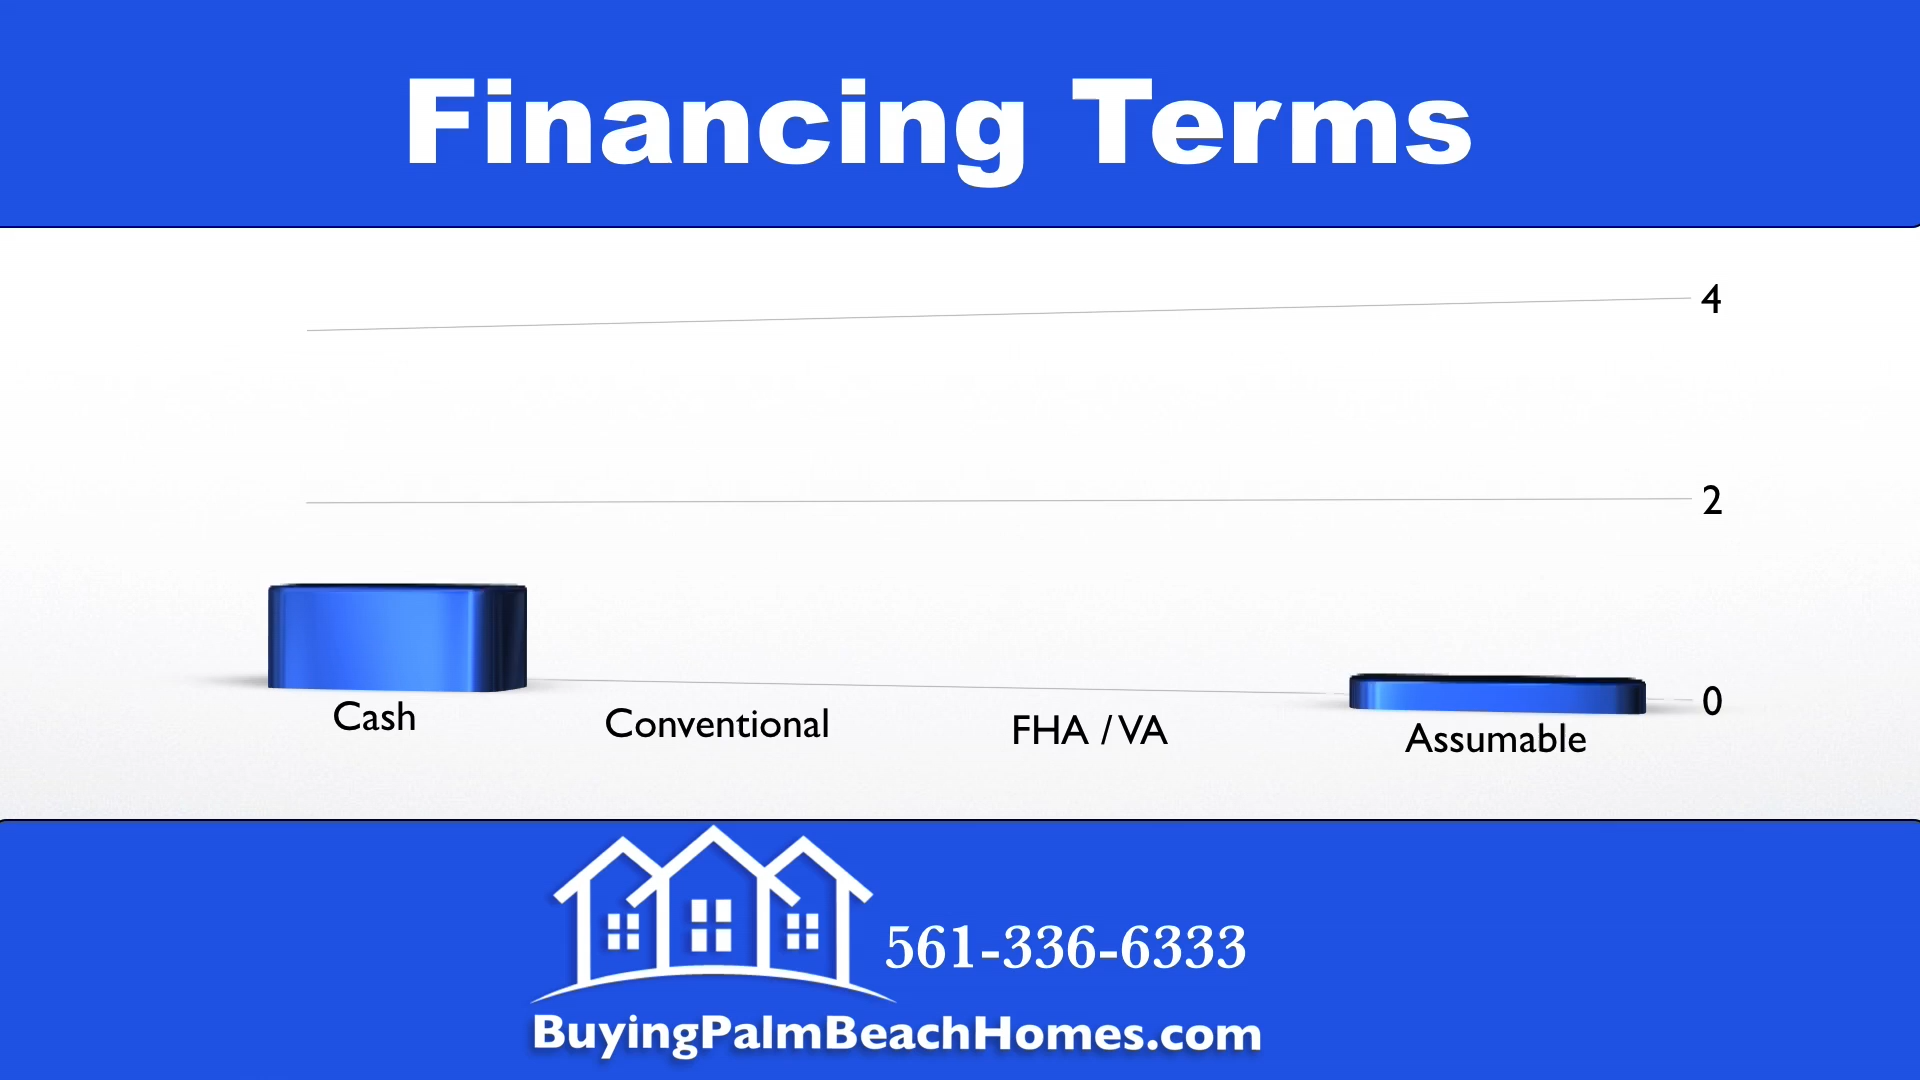 Financing Terms
4
2
0
Cash
Conventional
FHA / VA
Assumable
561-336-6333
BuyingPalmBeachHomes.com